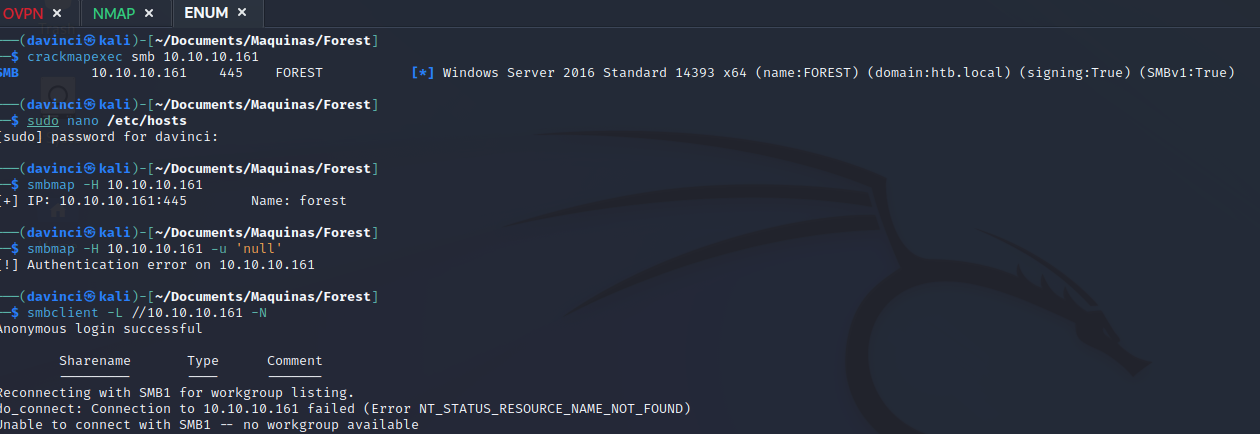 OVPN × NMAP × ENUM ×
──(davinci㉿kali)-[~/Documents/Maquinas/Forest]
─$ crackmapexec smb 10.10.10.161
SMB 10.10.10.161 445 FOREST [*] Windows Server 2016 Standard 14393 x64 (name:FOREST) (domain:htb.local) (signing:True) (SMBv1:True)
──(davinci㉿kali)-[~/Documents/Maquinas/Forest]
─$ sudo nano /etc/hosts
[sudo] password for davinci:
──(davinci㉿kali)-[~/Documents/Maquinas/Forest]
─$ smbmap -H 10.10.10.161
[+] IP: 10.10.10.161:445 Name: forest
──(davinci㉿kali)-[~/Documents/Maquinas/Forest]
─$ smbmap -H 10.10.10.161 -u 'null'
[!] Authentication error on 10.10.10.161
──(davinci㉿kali)-[~/Documents/Maquinas/Forest]
─$ smbclient -L //10.10.10.161 -N
Anonymous login successful
Sharename Type Comment
───────── ──── ───────
Reconnecting with SMB1 for workgroup listing.
do_connect: Connection to 10.10.10.161 failed (Error NT_STATUS_RESOURCE_NAME_NOT_FOUND)
Unable to connect with SMB1 -- no workgroup available